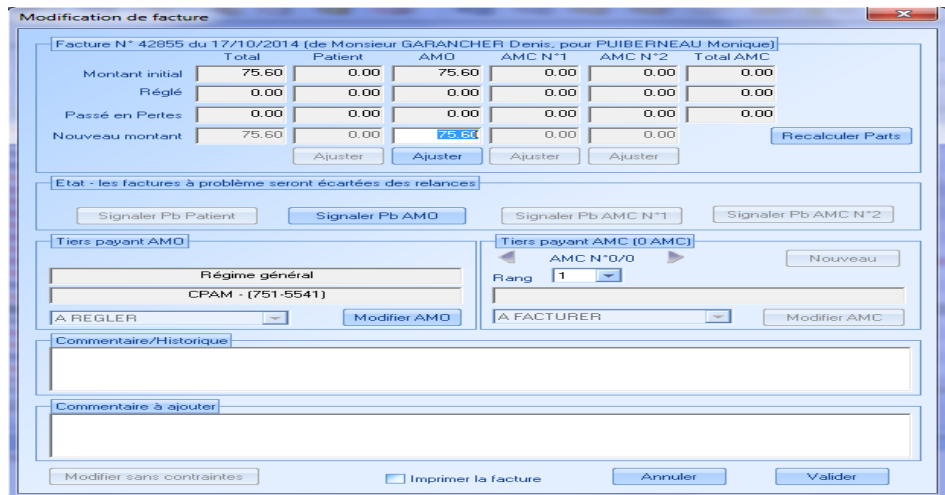 Modification de facture
Facture N° 42855 du 17/10/2014 (de Monsieur GARANCHER Denis, pour PUIBERNEAU Monique)
Total Patient AMO AMC N°1 AMC N°2 Total AMC
Montant initial 75.60 0.00 75.60 0.00 0.00 0.00
Réglé 0.00 0.00 0.00 0.00 0.00 0.00
Passé en Pertes 0.00 0.00 0.00 0.00 0.00 0.00
Nouveau montant 75.60 0.00 75.60 0.00 0.00 Recalculer Parts
Ajuster Ajuster Ajuster Ajuster
Etat - les factures à problème seront écartées des relances
Signaler Pb Patient Signaler Pb AMO Signaler Pb AMC N°1 Signaler Pb AMC N°2
Tiers payant AMO Tiers payant AMC (0 AMC)
AMC N°0/0 Nouveau
Régime général Rang 1
CPAM - (751-5541)
A REGLER Modifier AMO A FACTURER Modifier AMC
Commentaire/Historique
Commentaire à ajouter
Modifier sans contraintes Imprimer la facture Annuler Valider